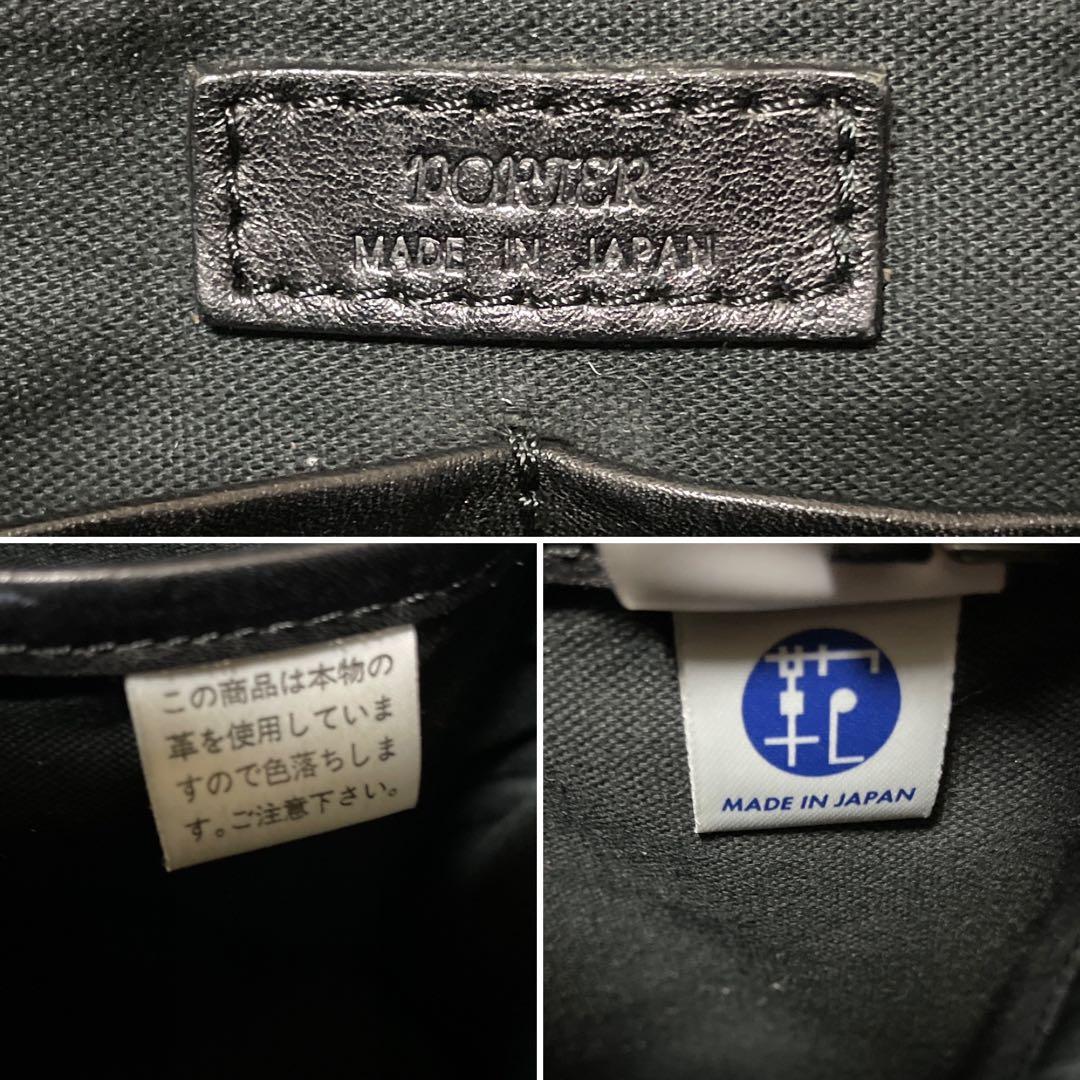 PORTER
MADE IN JAPAN
この商品は本物の
革を使用していま
すので色落ちしま
す。ご注意下さい。
MADE IN JAPAN